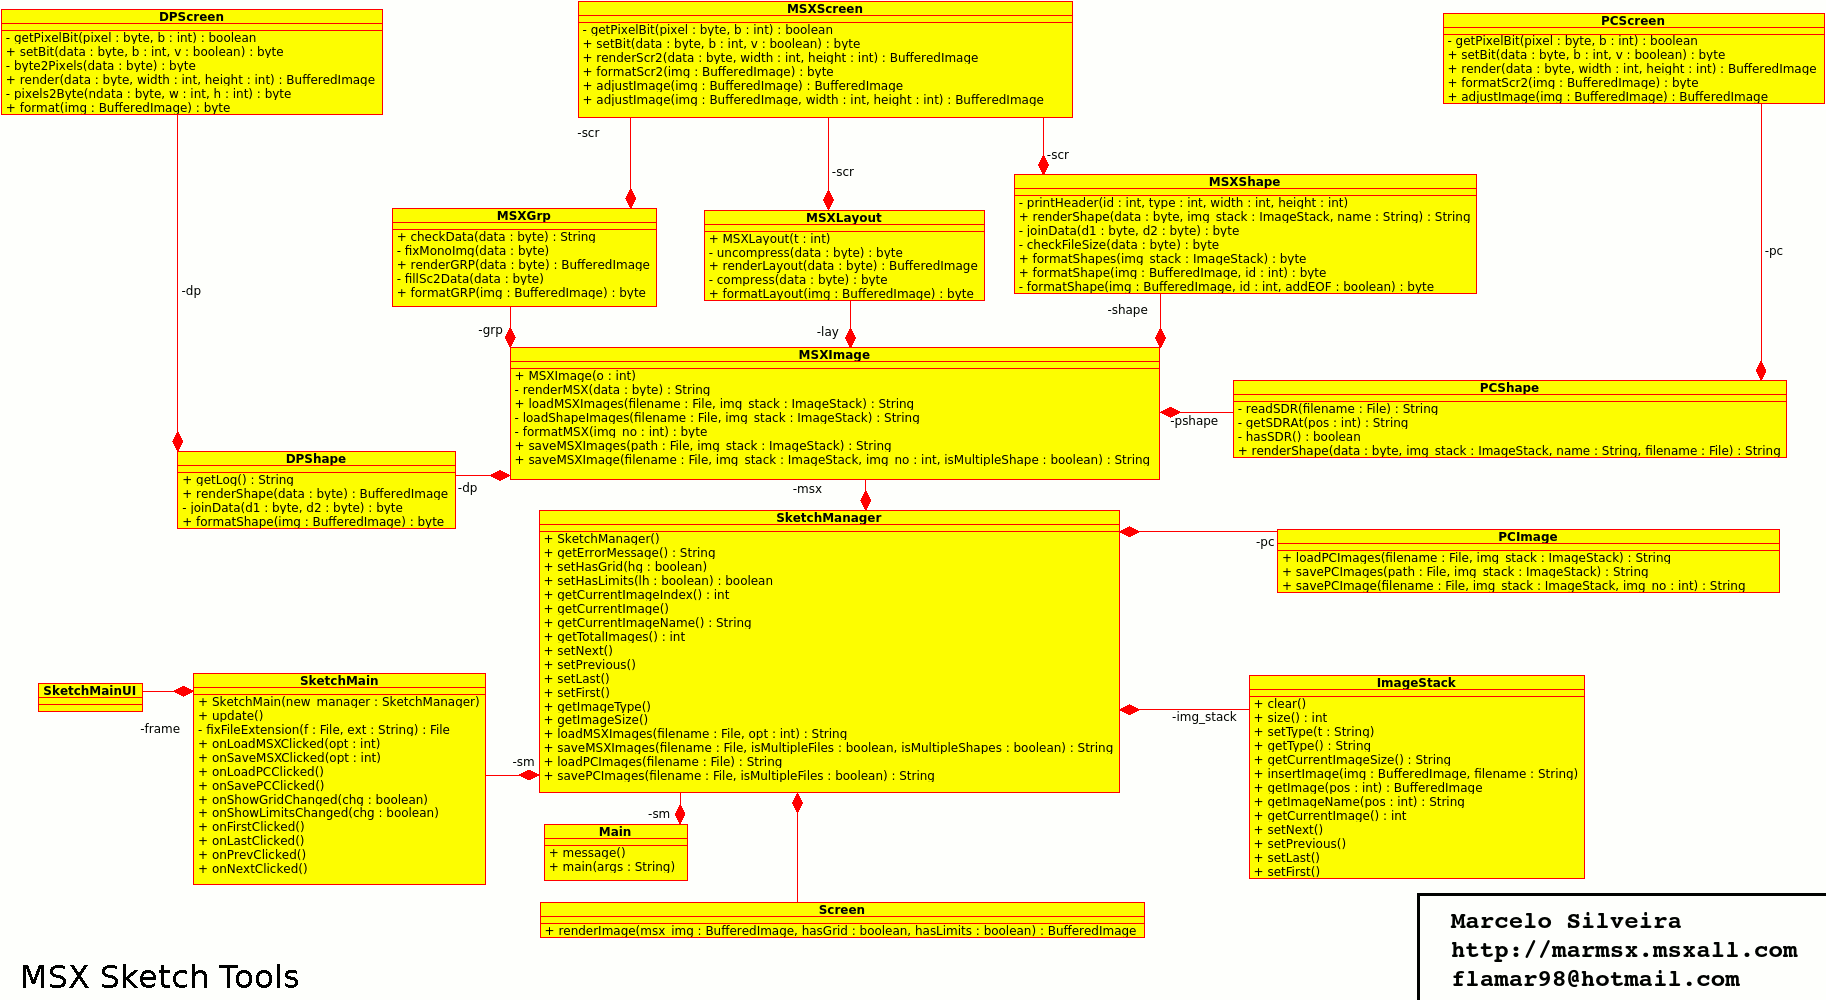 DPScreen
- getPixelBit(pixel : byte, b : int) : boolean
+ setBit(data : byte, b : int, v : boolean) : byte
- byte2Pixels(data : byte) : byte
+ render(data : byte, width : int, height : int) : BufferedImage
- pixels2Byte(ndata : byte, w : int, h : int) : byte
+ format(img : BufferedImage) : byte
MSXScreen
- getPixelBit(pixel : byte, b : int) : boolean
+ setBit(data : byte, b : int, v : boolean) : byte
+ renderScr2(data : byte, width : int, height : int) : BufferedImage
+ formatScr2(img : BufferedImage) : byte
+ adjustImage(img : BufferedImage) : BufferedImage
+ adjustImage(img : BufferedImage, width : int, height : int) : BufferedImage
PCScreen
- getPixelBit(pixel : byte, b : int) : boolean
+ setBit(data : byte, b : int, v : boolean) : byte
+ render(data : byte, width : int, height : int) : BufferedImage
+ formatScr2(img : BufferedImage) : byte
+ adjustImage(img : BufferedImage) : BufferedImage
-scr
-scr
-scr
MSXGrp
+ checkData(data : byte) : String
- fixMonoImg(data : byte)
+ renderGRP(data : byte) : BufferedImage
- fillSc2Data(data : byte)
+ formatGRP(img : BufferedImage) : byte
MSXLayout
+ MSXLayout(t : int)
- uncompress(data : byte) : byte
+ renderLayout(data : byte) : BufferedImage
- compress(data : byte) : byte
+ formatLayout(img : BufferedImage) : byte
MSXShape
- printHeader(id : int, type : int, width : int, height : int)
+ renderShape(data : byte, img_stack : ImageStack, name : String) : String
- joinData(d1 : byte, d2 : byte) : byte
- checkFileSize(data : byte) : byte
+ formatShapes(img_stack : ImageStack) : byte
+ formatShape(img : BufferedImage, id : int) : byte
- formatShape(img : BufferedImage, id : int, addEOF : boolean) : byte
-pc
-dp
-grp
-lay
-shape
MSXImage
+ MSXImage(o : int)
- renderMSX(data : byte) : String
+ loadMSXImages(filename : File, img_stack : ImageStack) : String
- loadShapeImages(filename : File, img_stack : ImageStack) : String
- formatMSX(img_no : int) : byte
+ saveMSXImages(path : File, img_stack : ImageStack) : String
+ saveMSXImage(filename : File, img_stack : ImageStack, img_no : int, isMultipleShape : boolean) : String
-pshape
PCShape
- readSDR(filename : File) : String
- getSDRAt(pos : int) : String
- hasSDR() : boolean
+ renderShape(data : byte, img_stack : ImageStack, name : String, filename : File) : String
DPShape
+ getLog() : String
+ renderShape(data : byte) : BufferedImage
- joinData(d1 : byte, d2 : byte) : byte
+ formatShape(img : BufferedImage) : byte
-dp
-msx
SketchManager
+ SketchManager()
+ getErrorMessage() : String
+ setHasGrid(hg : boolean)
+ setHasLimits(lh : boolean) : boolean
+ getCurrentImageIndex() : int
+ getCurrentImage()
+ getCurrentImageName() : String
+ getTotalImages() : int
+ setNext()
+ setPrevious()
+ setLast()
+ setFirst()
+ getImageType()
+ getImageSize()
+ loadMSXImages(filename : File, opt : int) : String
+ saveMSXImages(filename : File, isMultipleFiles : boolean, isMultipleShapes : boolean) : String
+ loadPCImages(filename : File) : String
+ savePCImages(filename : File, isMultipleFiles : boolean) : String
-pc
PCImage
+ loadPCImages(filename : File, img_stack : ImageStack) : String
+ savePCImages(path : File, img_stack : ImageStack) : String
+ savePCImage(filename : File, img_stack : ImageStack, img_no : int) : String
SketchMainUI
-frame
SketchMain
+ SketchMain(new_manager : SketchManager)
+ update()
- fixFileExtension(f : File, ext : String) : File
+ onLoadMSXClicked(opt : int)
+ onSaveMSXClicked(opt : int)
+ onLoadPCClicked()
+ onSavePCClicked()
+ onShowGridChanged(chg : boolean)
+ onShowLimitsChanged(chg : boolean)
+ onFirstClicked()
+ onLastClicked()
+ onPrevClicked()
+ onNextClicked()
-sm
-img_stack
ImageStack
+ clear()
+ size() : int
+ setType(t : String)
+ getType() : String
+ getCurrentImageSize() : String
+ insertImage(img : BufferedImage, filename : String)
+ getImage(pos : int) : BufferedImage
+ getImageName(pos : int) : String
+ getCurrentImage() : int
+ setNext()
+ setPrevious()
+ setLast()
+ setFirst()
-sm
Main
+ message()
+ main(args : String)
Screen
+ renderImage(msx_img : BufferedImage, hasGrid : boolean, hasLimits : boolean) : BufferedImage
MSX Sketch Tools
Marcelo Silveira
http://marmsx.msxall.com
flamar98@hotmail.com